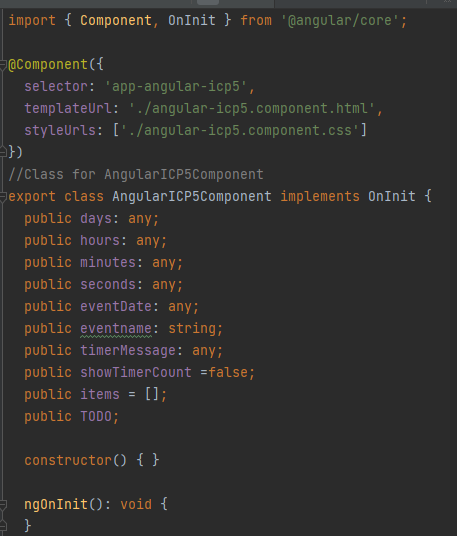 import { Component, OnInit } from '@angular/core';
@Component({
selector: 'app-angular-icp5',
templateUrl: './angular-icp5.component.html',
styleUrls: ['./angular-icp5.component.css']
})
//Class for AngularICP5Component
export class AngularICP5Component implements OnInit {
public days: any;
public hours: any;
public minutes: any;
public seconds: any;
public eventDate: any;
public eventname: string;
public timerMessage: any;
public showTimerCount =false;
public items = [];
public TODO;
constructor() { }
ngOnInit(): void {
}